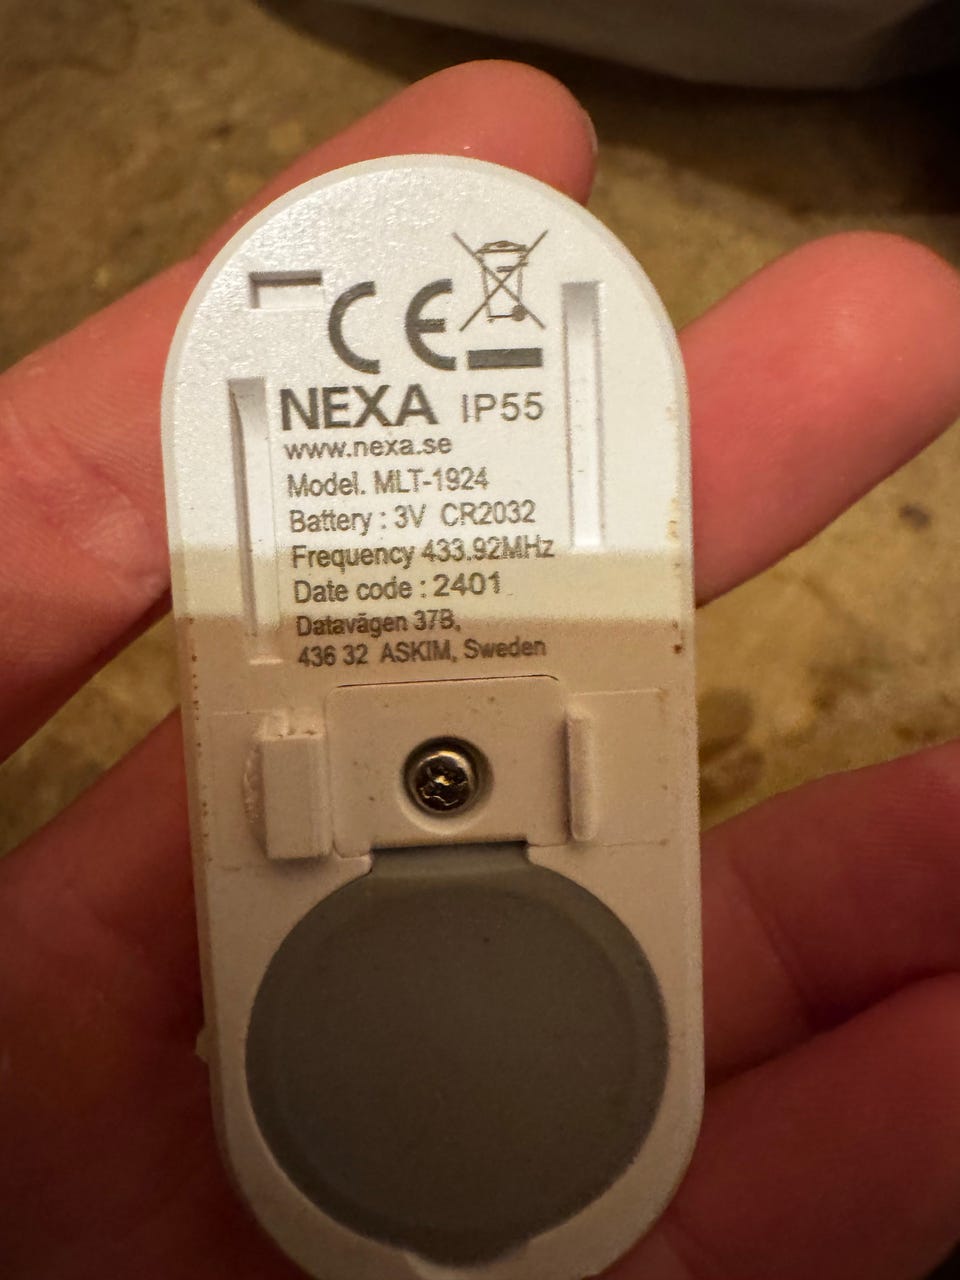 CE
NEXA IP55
www.nexa.se
Model. MLT-1924
Battery : 3V CR2032
Frequency 433.92MHz
Date code : 2401
Datavägen 37B,
436 32 ASKIM, Sweden